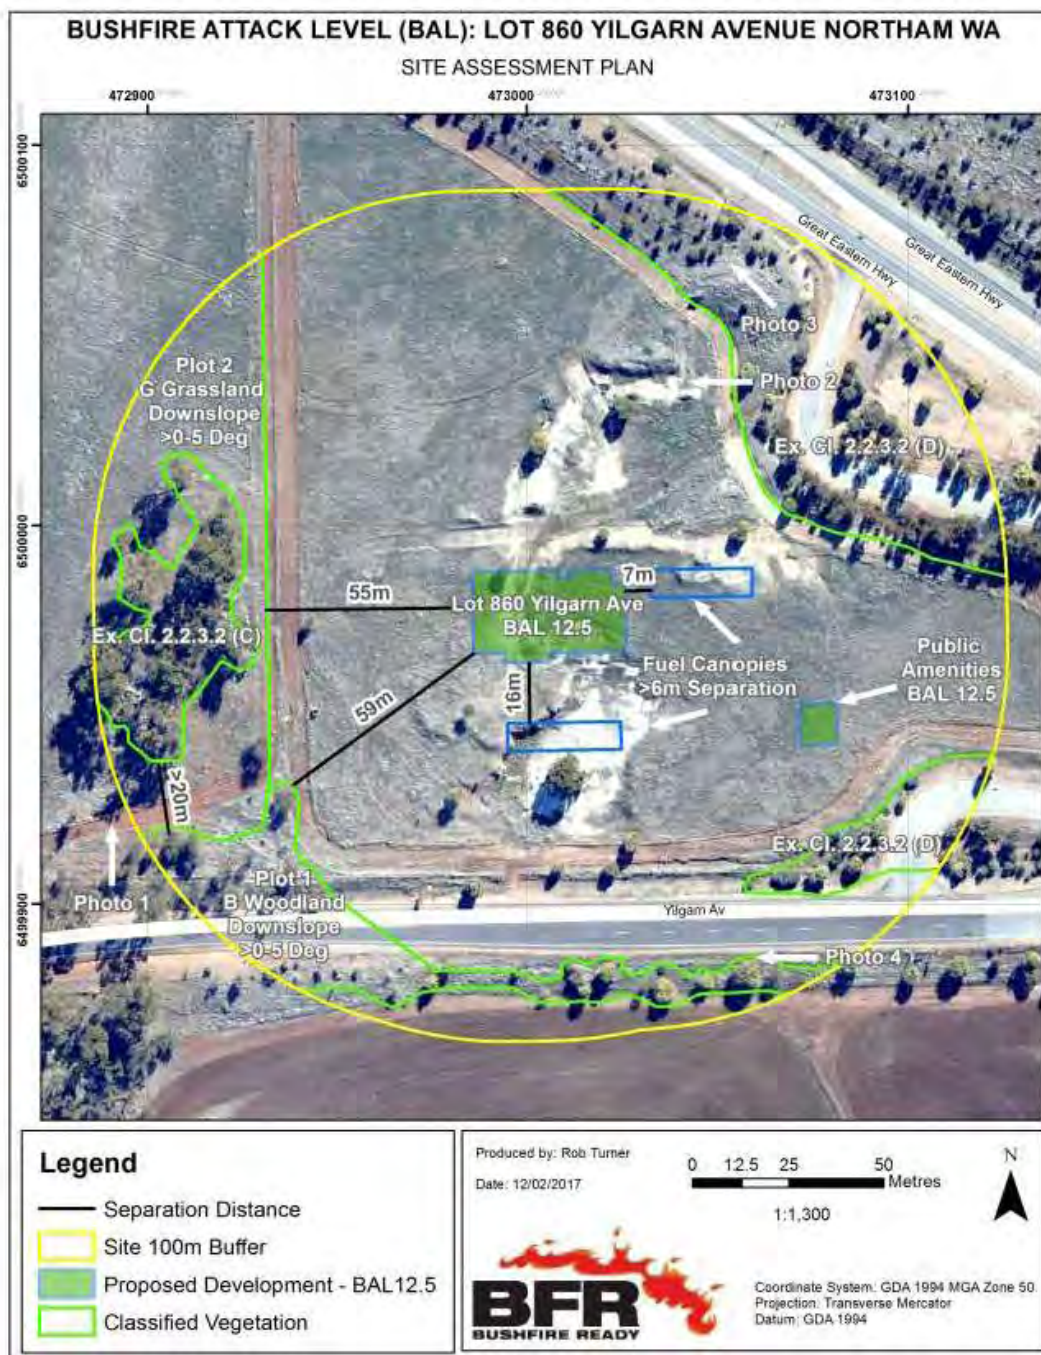 BUSHFIRE ATTACK LEVEL (BAL): LOT 860 YILGARN AVENUE NORTHAM WA
SITE ASSESSMENT PLAN
472900
473000
473100
6500100
6500000
6499900
Great Eastern Hwy
Great Eastern Hwy
Photo 3
Photo 2
Plot 2
G Grassland
Downslope
>0-5 Deg
Ex. Cl. 2.2.3.2 (D)
55m
7m
Lot 860 Yilgarn Ave
BAL 12.5
Ex. Cl. 2.2.3.2 (C)
Fuel Canopies
>6m Separation
Public
Amenities
BAL 12.5
59m
16m
>20m
Ex. Cl. 2.2.3.2 (D)
Photo 1
Plot 1
B Woodland
Downslope
>0-5 Deg
Yilgarn Av
Photo 4
Legend
Separation Distance
Site 100m Buffer
Proposed Development - BAL12.5
Classified Vegetation
Produced by: Rob Turner
Date: 12/02/2017
0 12.5 25 50
Metres
1:1,300
N
BFR
BUSHFIRE READY
Coordinate System: GDA 1994 MGA Zone 50
Projection: Transverse Mercator
Datum: GDA 1994